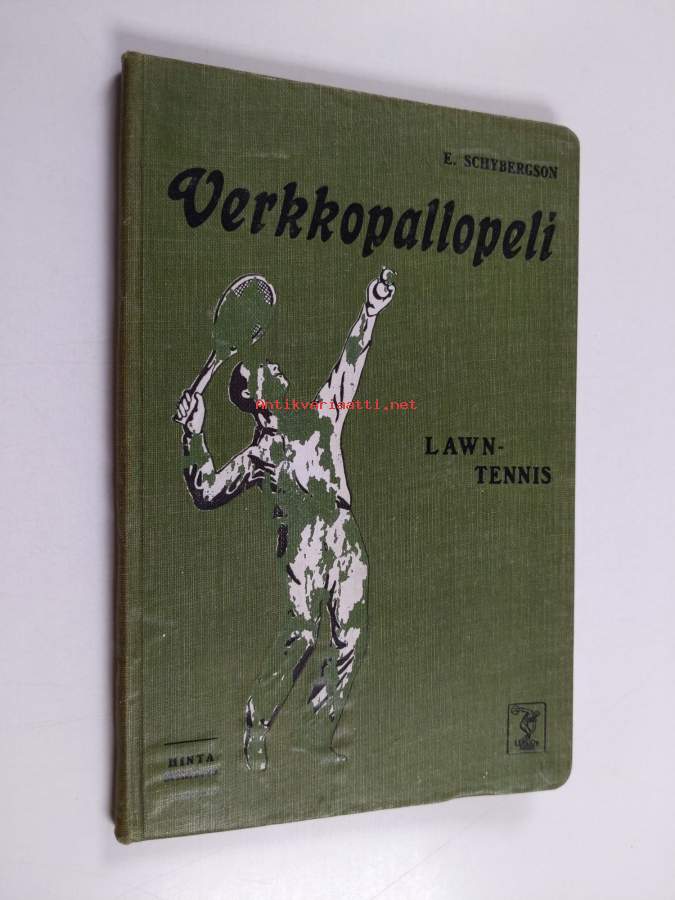 E. SCHYBERGSON
Verkkopallopeli
Antikvariaatti.net
LAWN-
TENNIS
HINTA